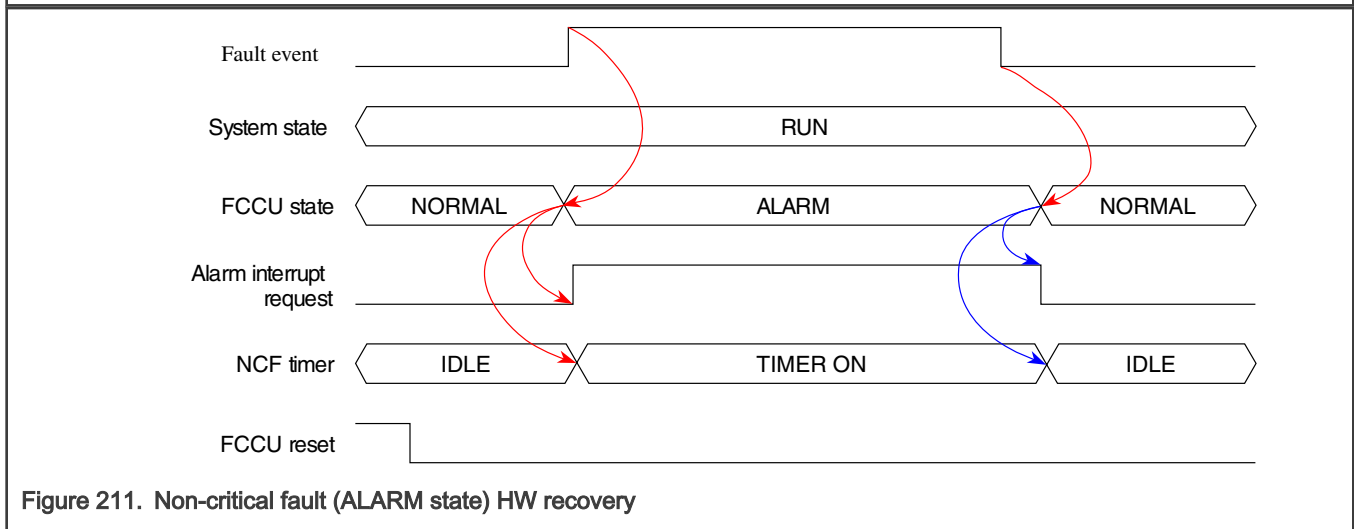 Fault event
System state
RUN
FCCU state
NORMAL
ALARM
NORMAL
Alarm interrupt
request
NCF timer
IDLE
TIMER ON
IDLE
FCCU reset
Figure 211. Non-critical fault (ALARM state) HW recovery